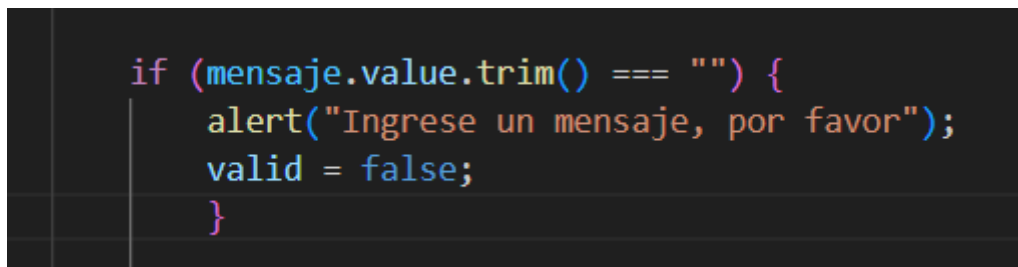 if (mensaje.value.trim() === "") {
alert("Ingrese un mensaje, por favor");
valid = false;
}